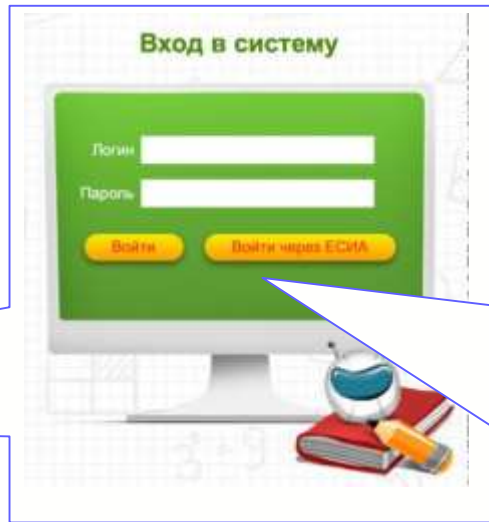 Вход в систему
Логин
Пароль
Войти
Войти через ЕСИА